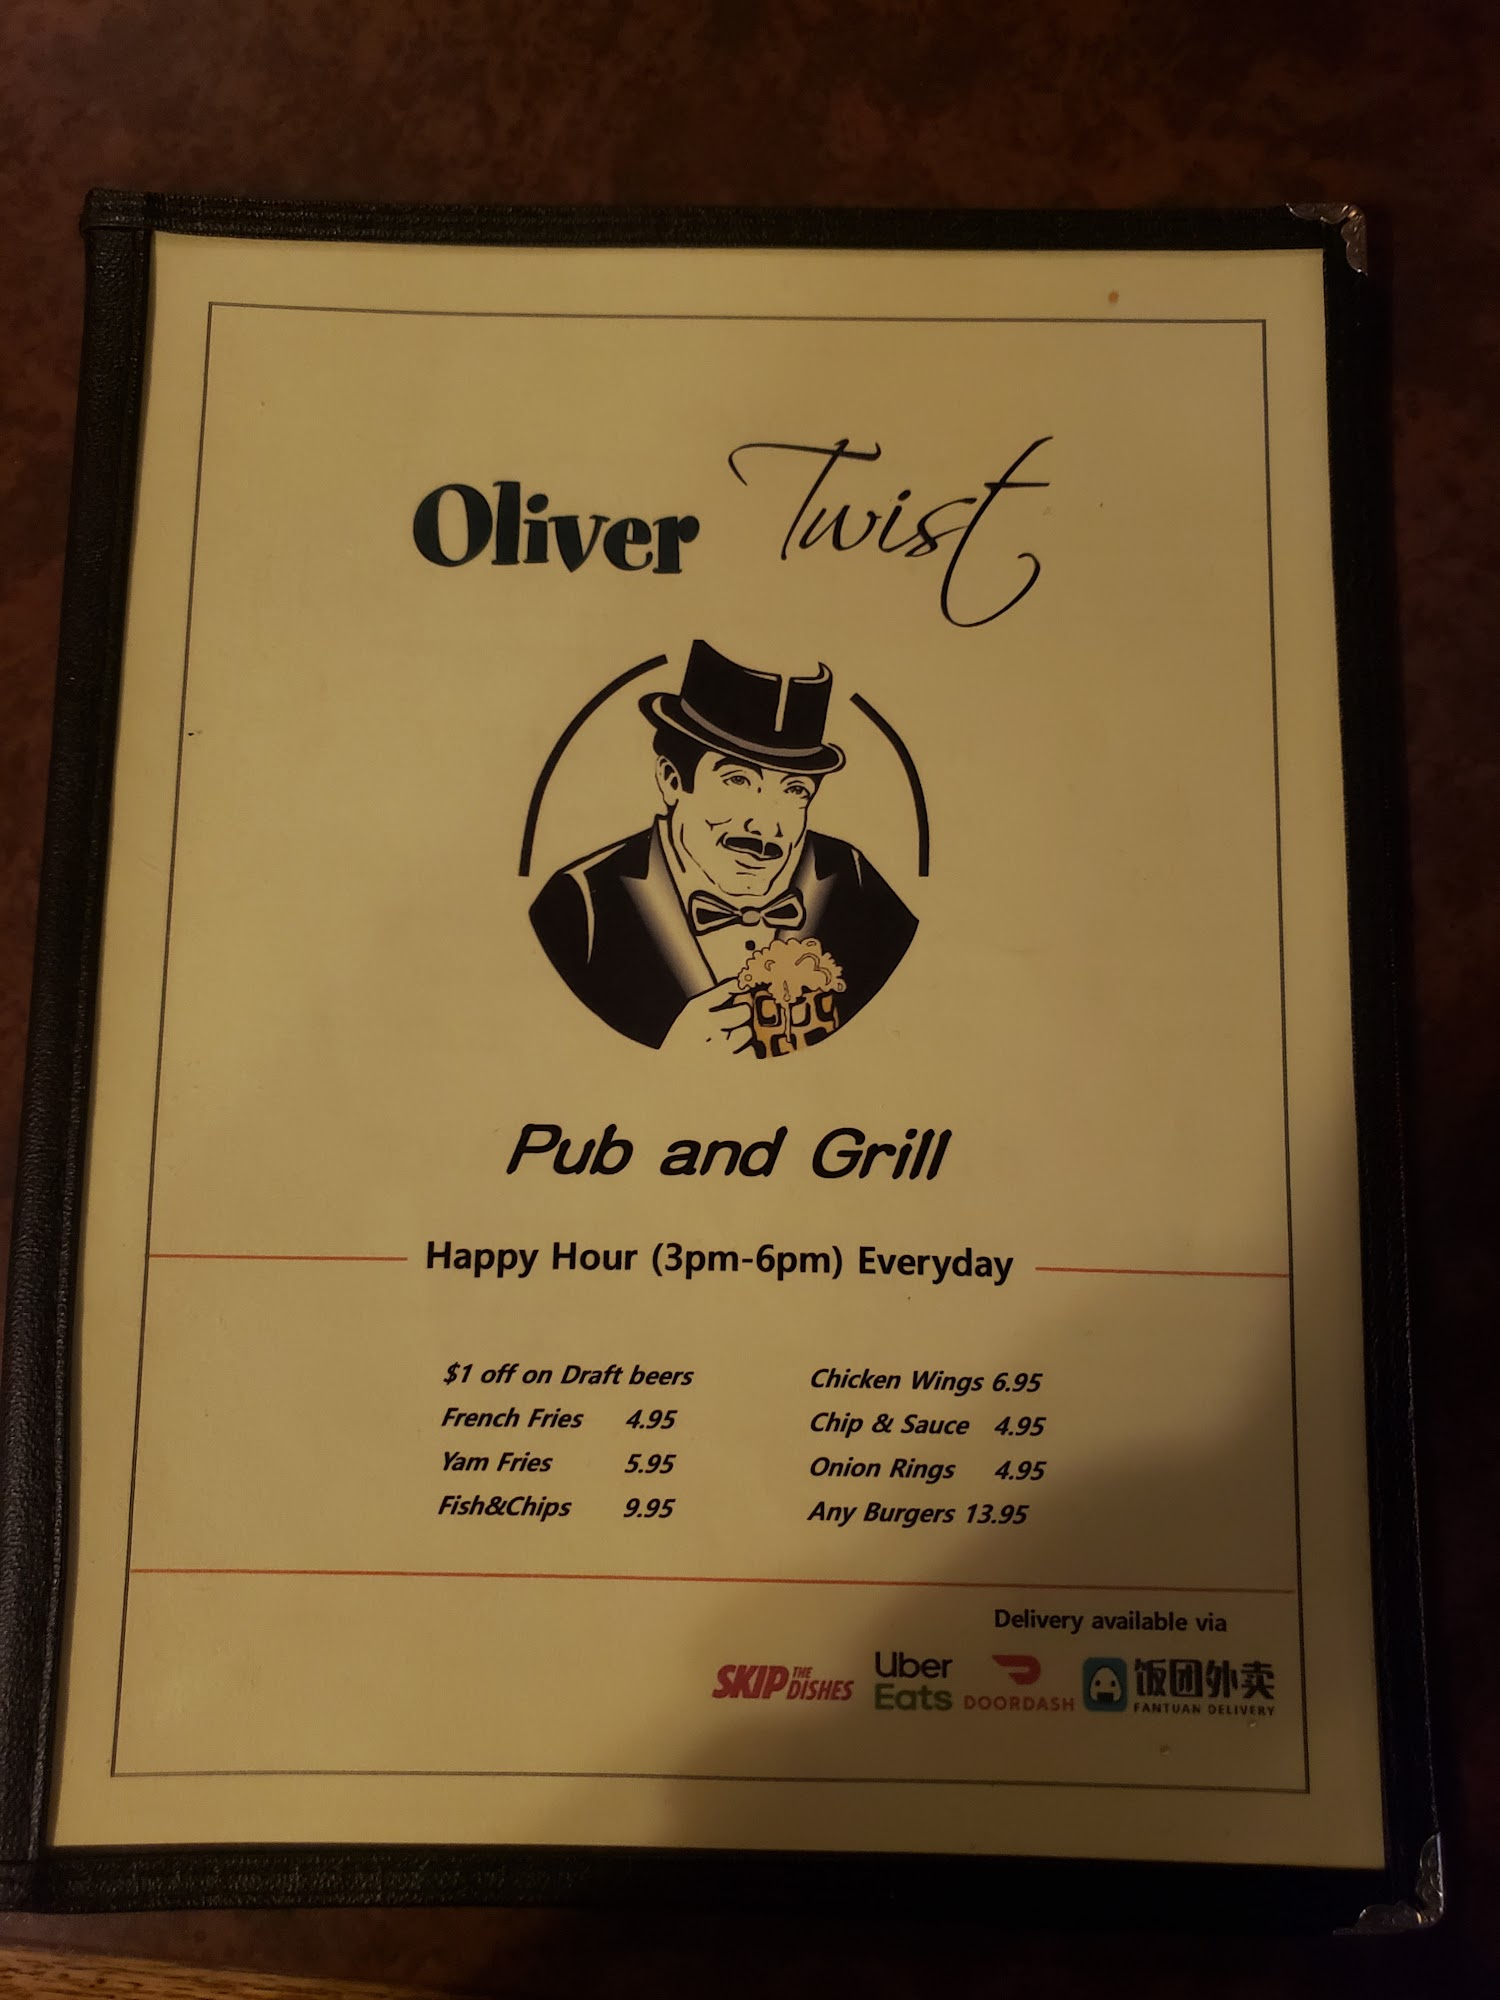 Oliver Twist
Pub and Grill
Happy Hour (3pm-6pm) Everyday
$1 off on Draft beers
French Fries 4.95
Yam Fries 5.95
Fish&Chips 9.95
Chicken Wings 6.95
Chip & Sauce 4.95
Onion Rings 4.95
Any Burgers 13.95
Delivery available via
SKIP THE DISHES
Uber Eats
DOORDASH
饭团外卖
FANTUAN DELIVERY